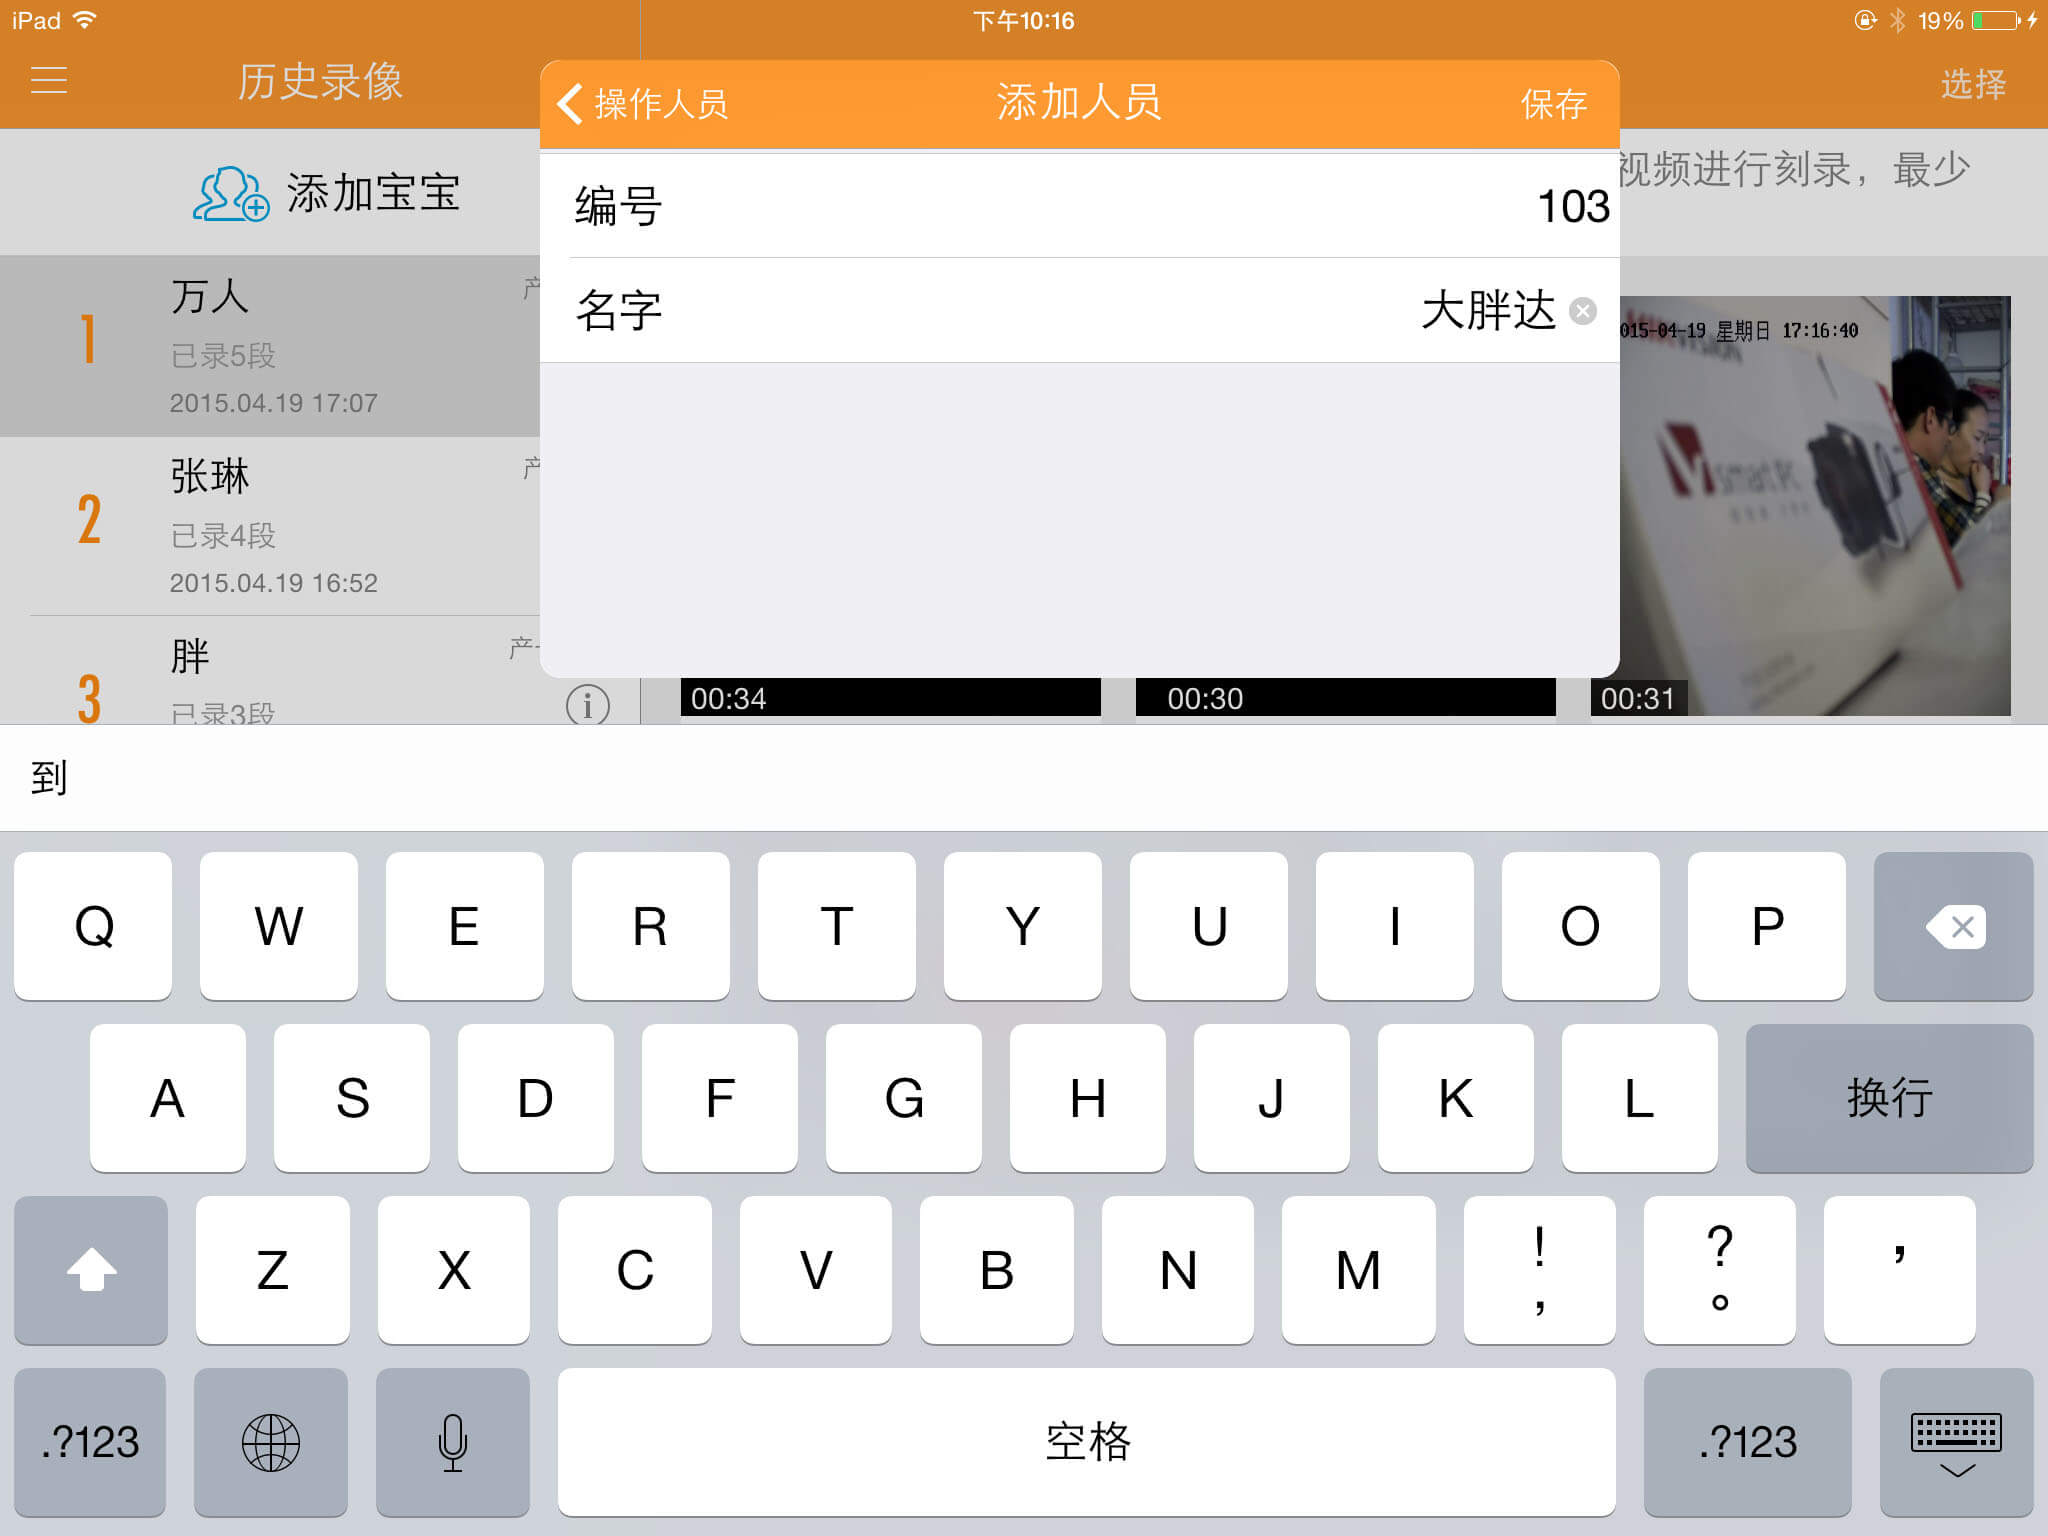 iPad
下午10:16
19%
历史录像
选择
操作人员
添加人员
保存
添加宝宝
编号
103
名字
大胖达
视频进行刻录，最少
1
万人
已录5段
2015.04.19 17:07
2
张琳
已录4段
2015.04.19 16:52
3
胖
产
已录3段
015-04-19 星期日 17:16:40
smart PC
00:34
00:30
00:31
到
Q W E R T Y U I O P
A S D F G H J K L 换行
Z X C V B N M ! , ? 。 ，
.?123
空格
.?123